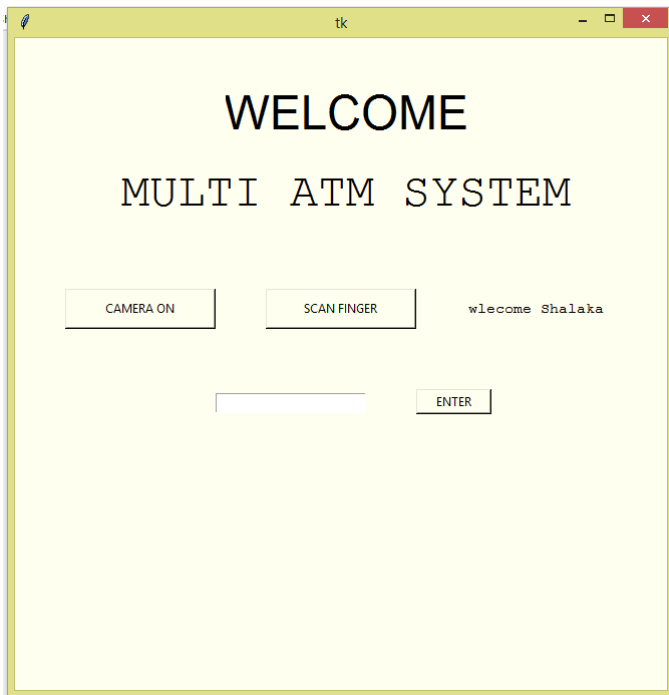 tk
WELCOME
MULTI ATM SYSTEM
CAMERA ON
SCAN FINGER
wlecome Shalaka
ENTER